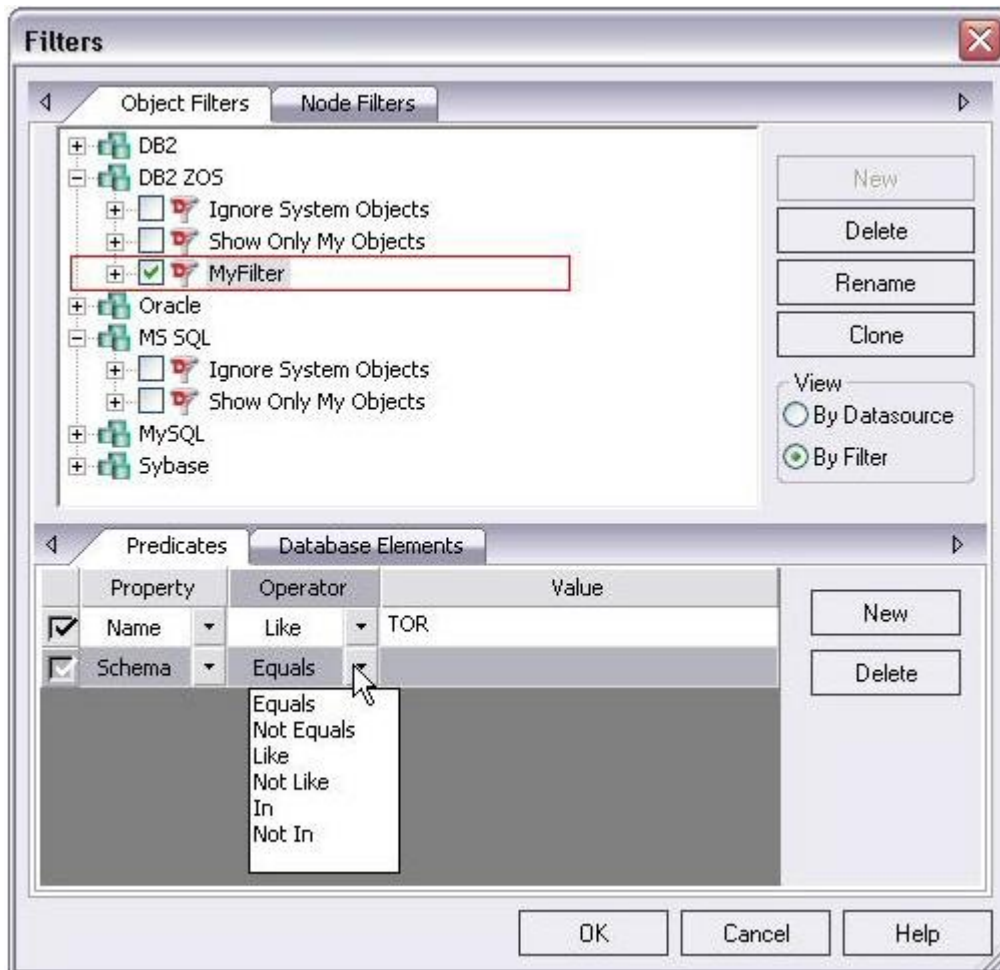 Filters
Object Filters Node Filters
DB2
DB2 ZOS
Ignore System Objects
Show Only My Objects
MyFilter
Oracle
MS SQL
Ignore System Objects
Show Only My Objects
MySQL
Sybase
New
Delete
Rename
Clone
View
By Datasource
By Filter
Predicates Database Elements
Property Operator Value
Name Like TOR
Schema Equals
Equals
Not Equals
Like
Not Like
In
Not In
New
Delete
OK Cancel Help